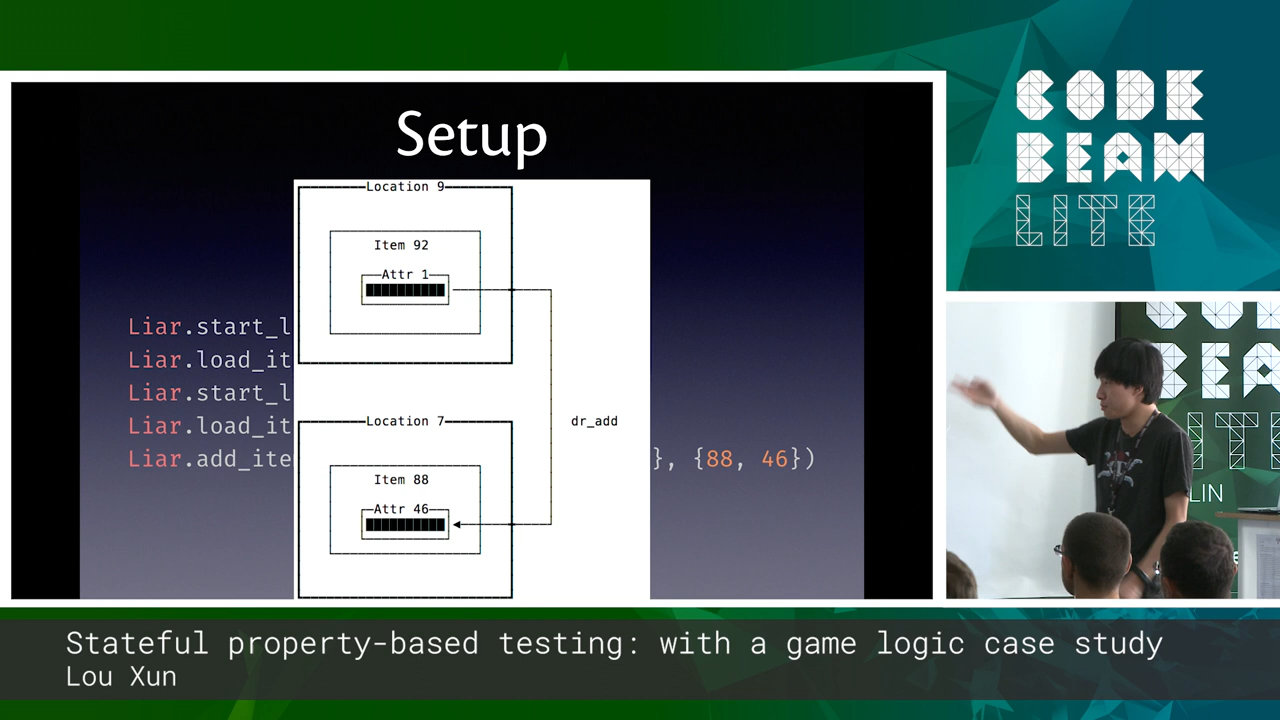 CODE
BEAM
LITE
Setup
Location 9
Item 92
Attr 1
Liar.start_l
Liar.load_it
Liar.start_l
Liar.load_it
Liar.add_ite
}, {88, 46})
Location 7
dr_add
Item 88
Attr 46
BEA
LIN
Stateful property-based testing: with a game logic case study
Lou Xun